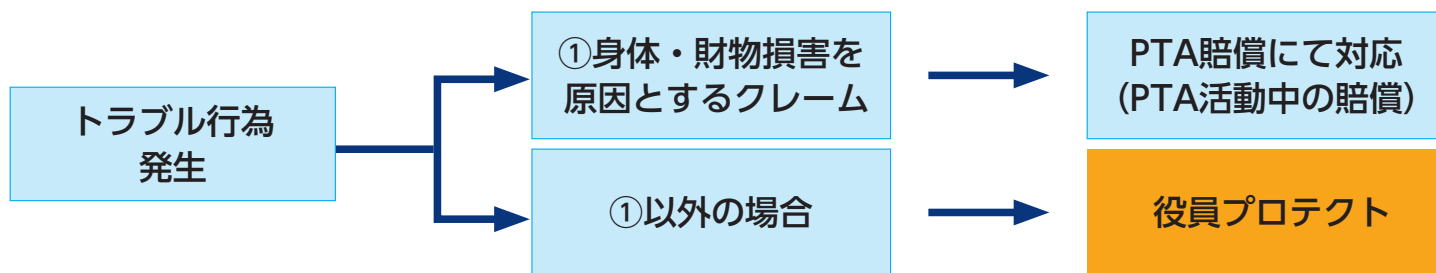 トラブル行為
発生
①身体・財物損害を
原因とするクレーム
PTA賠償にて対応
(PTA活動中の賠償)
①以外の場合
役員プロテクト